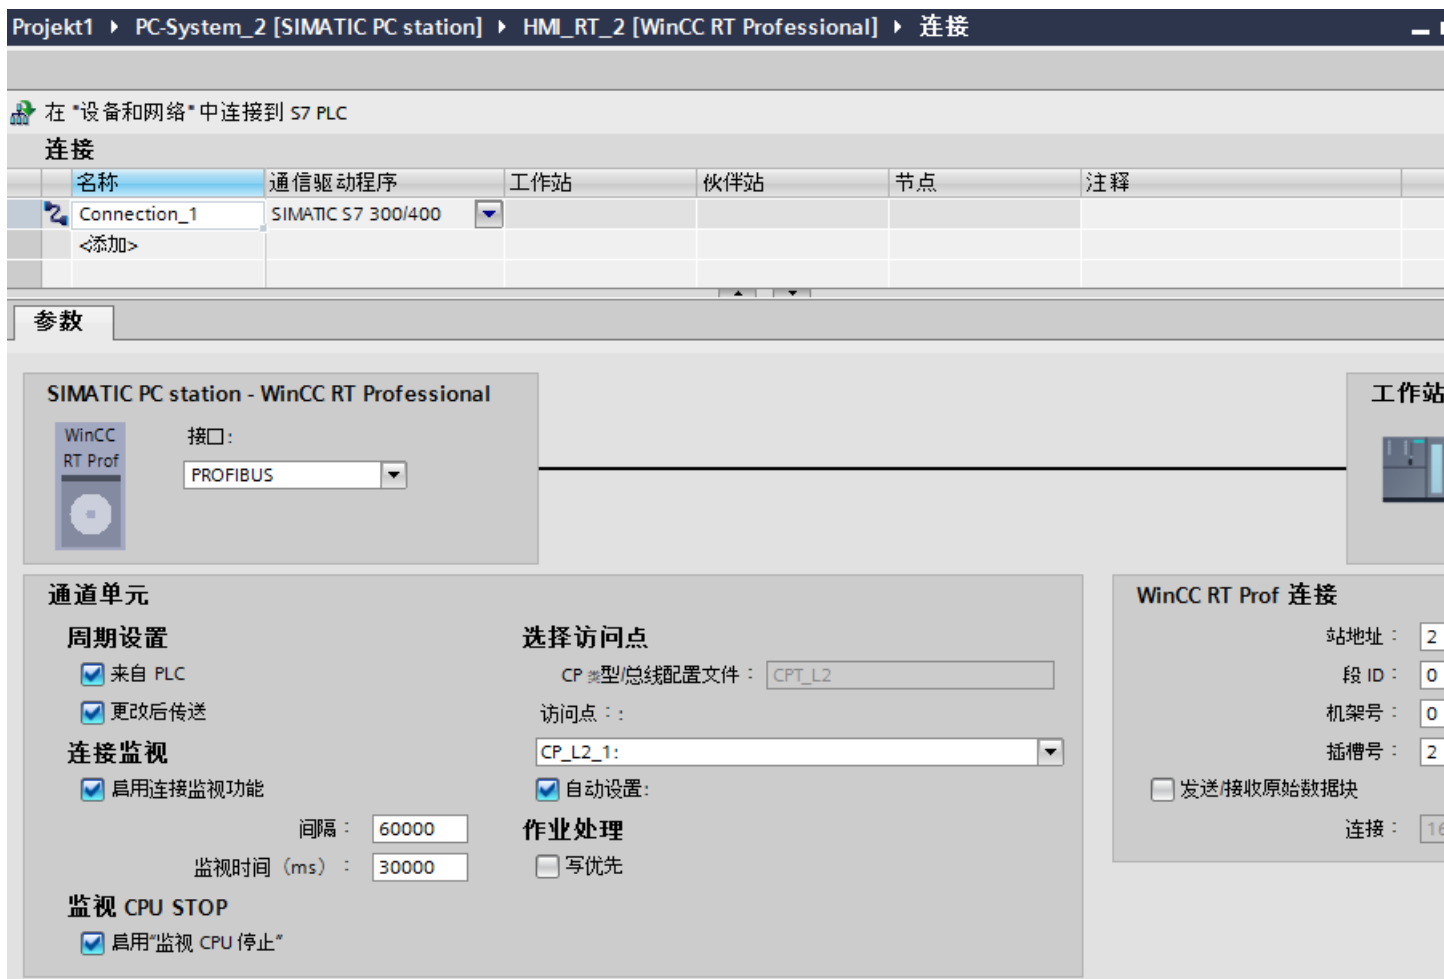 Projekt1 ▸ PC-System_2 [SIMATIC PC station] ▸ HMI_RT_2 [WinCC RT Professional] ▸ 连接
在 "设备和网络" 中连接到 S7 PLC
连接
名称 通信驱动程序 工作站 伙伴站 节点 注释
Connection_1 SIMATIC S7 300/400
<添加>
参数
SIMATIC PC station - WinCC RT Professional
WinCC
RT Prof
接口:
PROFIBUS
工作站
通道单元
周期设置
来自 PLC
更改后传送
连接监视
启用连接监视功能
间隔: 60000
监视时间 (ms): 30000
监视 CPU STOP
启用"监视 CPU 停止"
选择访问点
CP 类型/总线配置文件: CPT_L2
访问点::
CP_L2_1:
自动设置:
作业处理
写优先
WinCC RT Prof 连接
站地址: 2
段 ID: 0
机架号: 0
插槽号: 2
发送/接收原始数据块
连接: 16